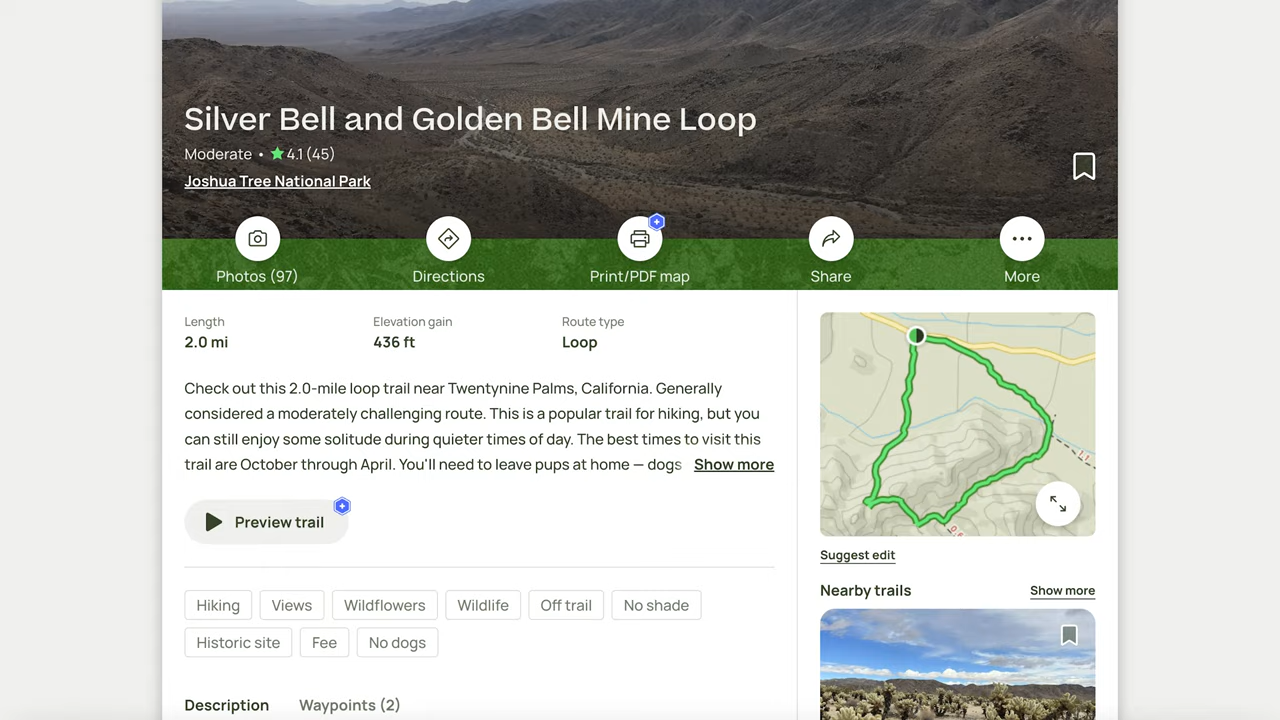 Silver Bell and Golden Bell Mine Loop
Moderate • 4.1 (45)
Joshua Tree National Park
Photos (97)
Directions
Print/PDF map
Share
More
Length
Elevation gain
Route type
2.0 mi
436 ft
Loop
Check out this 2.0-mile loop trail near Twentynine Palms, California. Generally
considered a moderately challenging route. This is a popular trail for hiking, but you
can still enjoy some solitude during quieter times of day. The best times to visit this
trail are October through April. You'll need to leave pups at home — dogs Show more
Preview trail
Hiking
Views
Wildflowers
Wildlife
Off trail
No shade
Historic site
Fee
No dogs
Description
Waypoints (2)
Suggest edit
Nearby trails
Show more